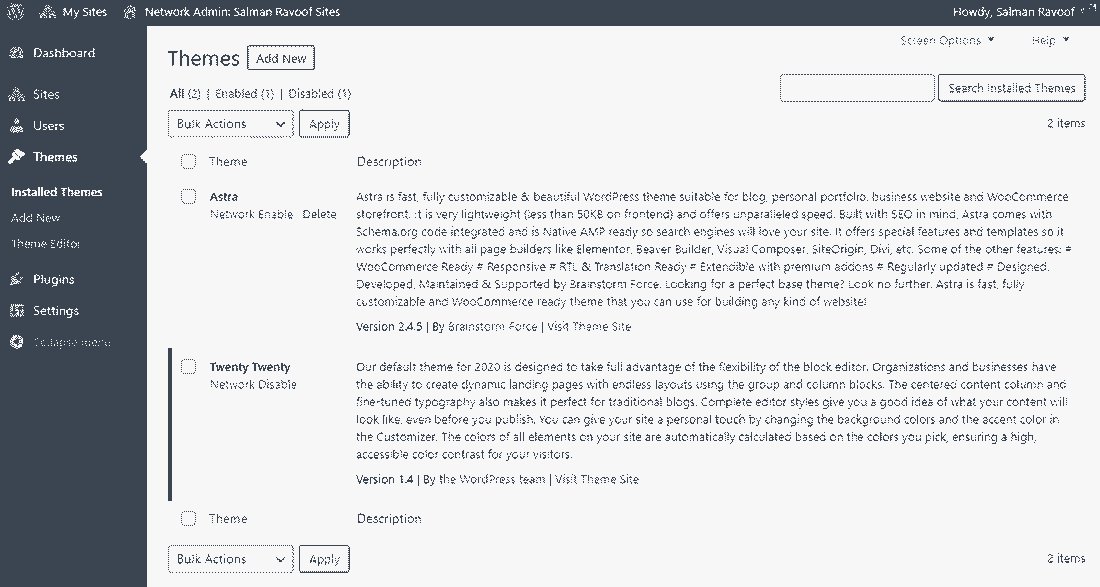 My Sites Network Admin: Salman Ravoof Sites Howdy, Salman Ravoof
Screen Options Help
Dashboard
Sites
Users
Themes
Installed Themes
Add New
Theme Editor
Plugins
Settings
Collapse menu
Themes Add New
All (2) | Enabled (1) | Disabled (1)
Search Installed Themes
Bulk Actions Apply 2 items
Theme Description
Astra
Network Enable Delete
Astra is fast, fully customizable & beautiful WordPress theme suitable for blog, personal portfolio, business website and WooCommerce
storefront. It is very lightweight (less than 50KB on frontend) and offers unparalleled speed. Built with SEO in mind, Astra comes with
Schema.org code integrated and is Native AMP ready so search engines will love your site. It offers special features and templates so it
works perfectly with all page builders like Elementor, Beaver Builder, Visual Composer, SiteOrigin, Divi, etc. Some of the other features: #
WooCommerce Ready # Responsive # RTL & Translation Ready # Extendible with premium addons # Regularly updated # Designed,
Developed, Maintained & Supported by Brainstorm Force. Looking for a perfect base theme? Look no further. Astra is fast, fully
customizable and WooCommerce ready theme that you can use for building any kind of website!
Version 2.4.5 | By Brainstorm Force | Visit Theme Site
Twenty Twenty
Network Disable
Our default theme for 2020 is designed to take full advantage of the flexibility of the block editor. Organizations and businesses have
the ability to create dynamic landing pages with endless layouts using the group and column blocks. The centered content column and
fine-tuned typography also makes it perfect for traditional blogs. Complete editor styles give you a good idea of what your content will
look like, even before you publish. You can give your site a personal touch by changing the background colors and the accent color in
the Customizer. The colors of all elements on your site are automatically calculated based on the colors you pick, ensuring a high,
accessible color contrast for your visitors.
Version 1.4 | By the WordPress team | Visit Theme Site
Theme Description
Bulk Actions Apply 2 items